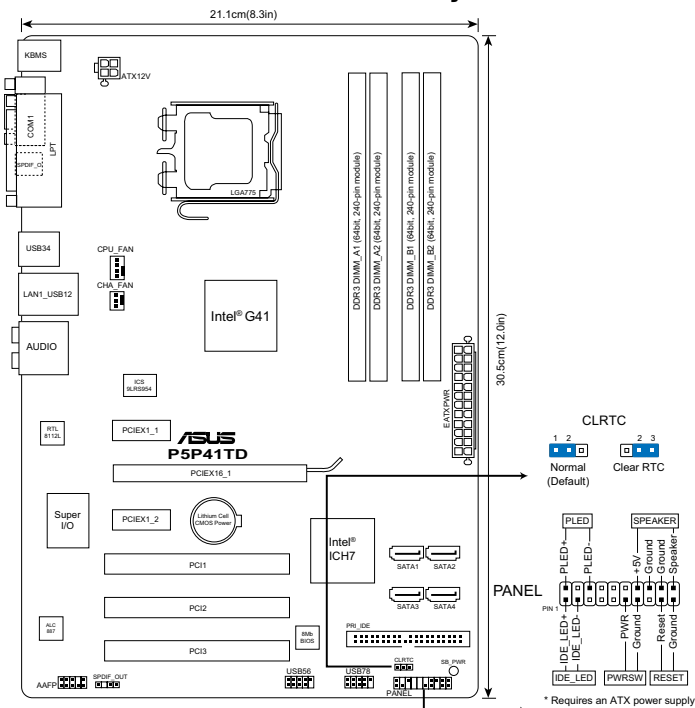 21.1cm(8.3in)
KBMS
ATX12V
COM1
LPT
SPDIF_O
LGA775
DDR3 DIMM_A1 (64bit, 240-pin module)
DDR3 DIMM_A2 (64bit, 240-pin module)
DDR3 DIMM_B1 (64bit, 240-pin module)
DDR3 DIMM_B2 (64bit, 240-pin module)
30.5cm(12.0in)
USB34
CPU_FAN
LAN1_USB12
CHA_FAN
Intel® G41
AUDIO
EATXPWR
ICS
9LRS954
RTL
8112L
PCIEX1_1
ASUS
P5P41TD
PCIEX16_1
Super
I/O
PCIEX1_2
Lithium Cell
CMOS Power
Intel®
ICH7
SATA1
SATA2
PCI1
SATA3
SATA4
PCI2
ALC
887
8Mb
BIOS
PRI_IDE
PCI3
CLRTC
SB_PWR
AAFP
SPDIF_OUT
USB56
USB78
PANEL
CLRTC
1 2
2 3
Normal
(Default)
Clear RTC
PLED
SPEAKER
PLED+
PLED-
+5V
Ground
Ground
Speaker-
PANEL
PIN 1
IDE_LED+
IDE_LED-
PWR
Ground
Reset
Ground
IDE_LED
PWRSW
RESET
* Requires an ATX power supply